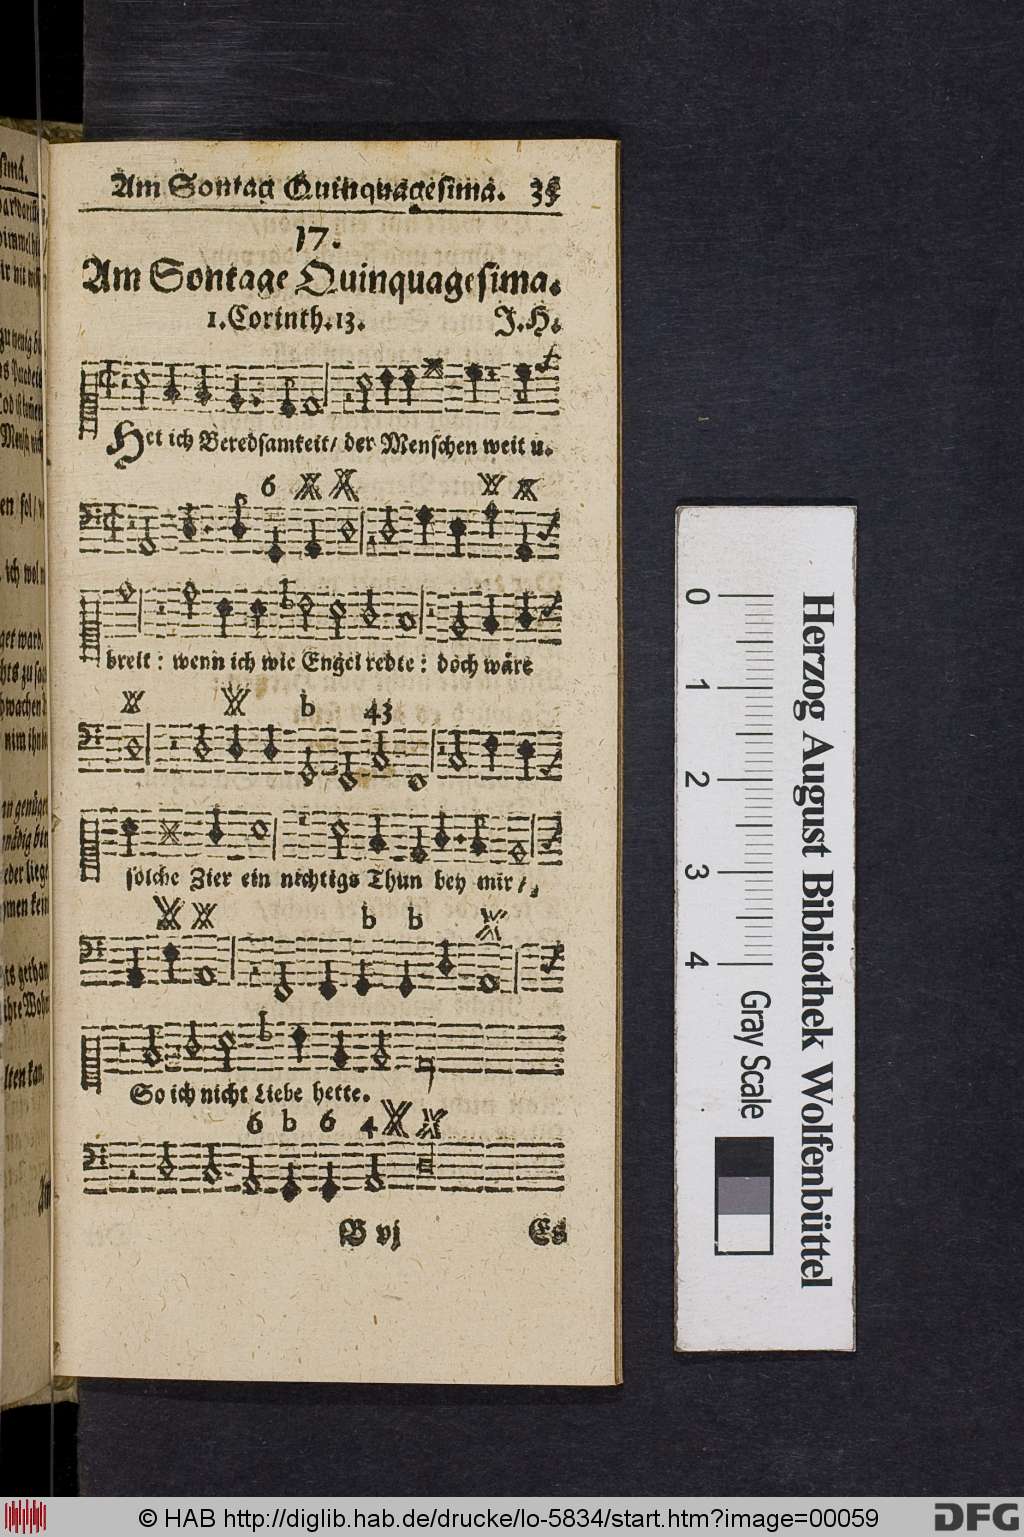 Am Sontag Quinquagesima. 35
17.
Am Sontage Quinquagesima.
1. Corinth. 13. J. H.
Het ich Beredsamkeit / der Menschen weit u.
6
breit : wenn ich wie Engel redte : doch wäre
b 43
solche Zier ein nichtigs Thun bey mir /
b b
So ich nicht Liebe hette.
6 b 6 4
B vj Es
0 1 2 3 4
Gray Scale
Herzog August Bibliothek Wolfenbüttel
© HAB http://diglib.hab.de/drucke/lo-5834/start.htm?image=00059
DFG